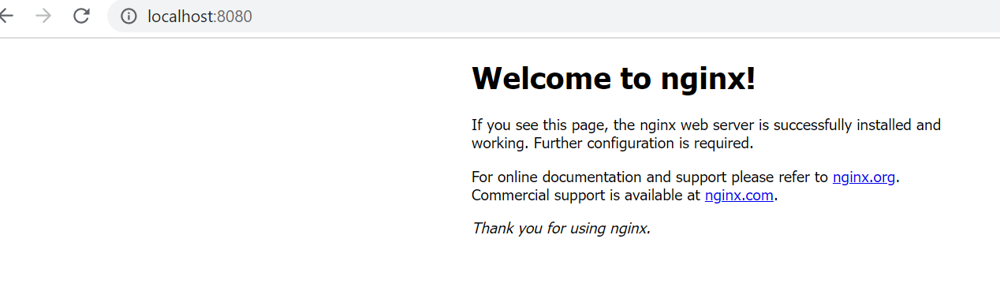 localhost:8080
Welcome to nginx!
If you see this page, the nginx web server is successfully installed and
working. Further configuration is required.
For online documentation and support please refer to nginx.org.
Commercial support is available at nginx.com.
Thank you for using nginx.